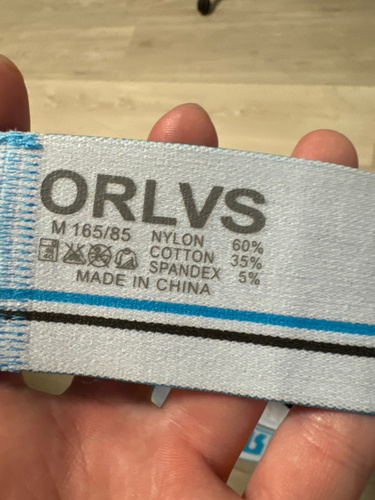 ORLVS
M 165/85
NYLON 60%
COTTON 35%
SPANDEX 5%
MADE IN CHINA